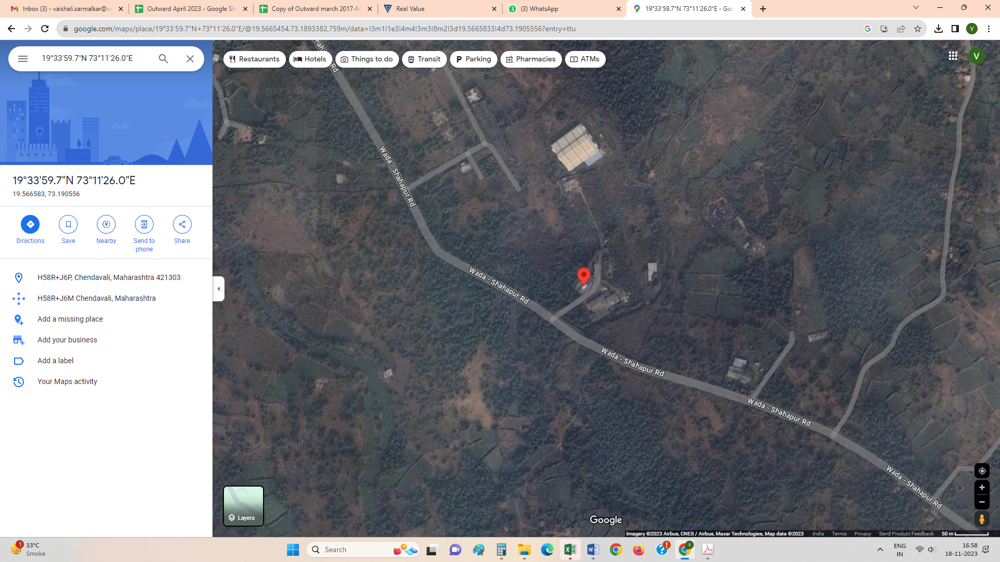 Inbox (3) - vaishali.sarmalkar@va
Outward April 2023 - Google Sh
Copy of Outward march 2017-M
Real Value
(3) WhatsApp
19°33'59.7"N 73°11'26.0"E - Goo
google.com/maps/place/19°33'59.7"N+73°11'26.0"E/@19.5665454,73.1893382,759m/data=!3m1!1e3!4m4!3m3!8m2!3d19.5665833!4d73.1905556?entry=ttu
V
19°33'59.7"N 73°11'26.0"E
Restaurants
Hotels
Things to do
Transit
Parking
Pharmacies
ATMs
V
19°33'59.7"N 73°11'26.0"E
19.566583, 73.190556
Directions
Save
Nearby
Send to
phone
Share
H58R+J6P, Chendavali, Maharashtra 421303
H58R+J6M Chendavali, Maharashtra
Add a missing place
Add your business
Add a label
Your Maps activity
Rd
Wada - Shahapur Rd
Wada - Shahapur Rd
Wada - Shahapur Rd
Wada - Shahapur Rd
Wada - Shahapur Rd
Layers
Google
Imagery ©2023 Airbus, CNES / Airbus, Maxar Technologies, Map data ©2023
India
Terms
Privacy
Send Product Feedback
50 m
1
33°C
Smoke
Search
V
ENG
IN
16:58
18-11-2023